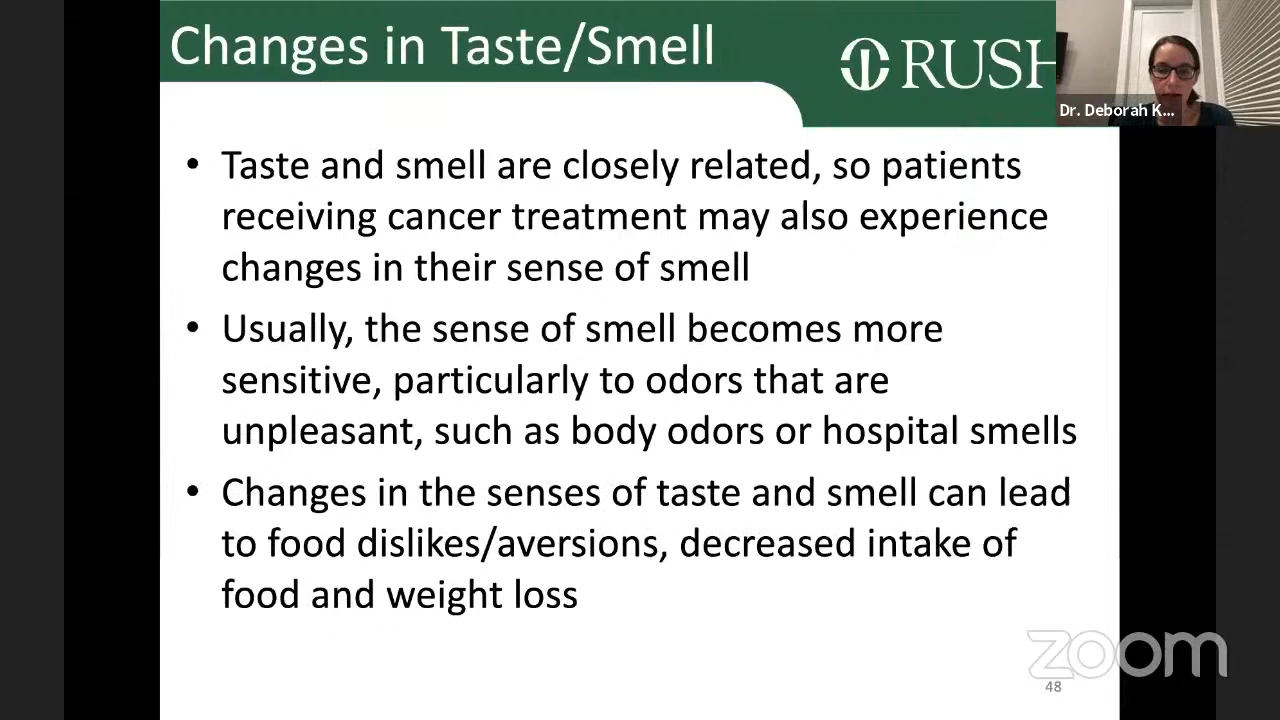 Changes in Taste/Smell
RUSH
Dr. Deborah K...
• Taste and smell are closely related, so patients
receiving cancer treatment may also experience
changes in their sense of smell
• Usually, the sense of smell becomes more
sensitive, particularly to odors that are
unpleasant, such as body odors or hospital smells
• Changes in the senses of taste and smell can lead
to food dislikes/aversions, decreased intake of
food and weight loss
zoom
48